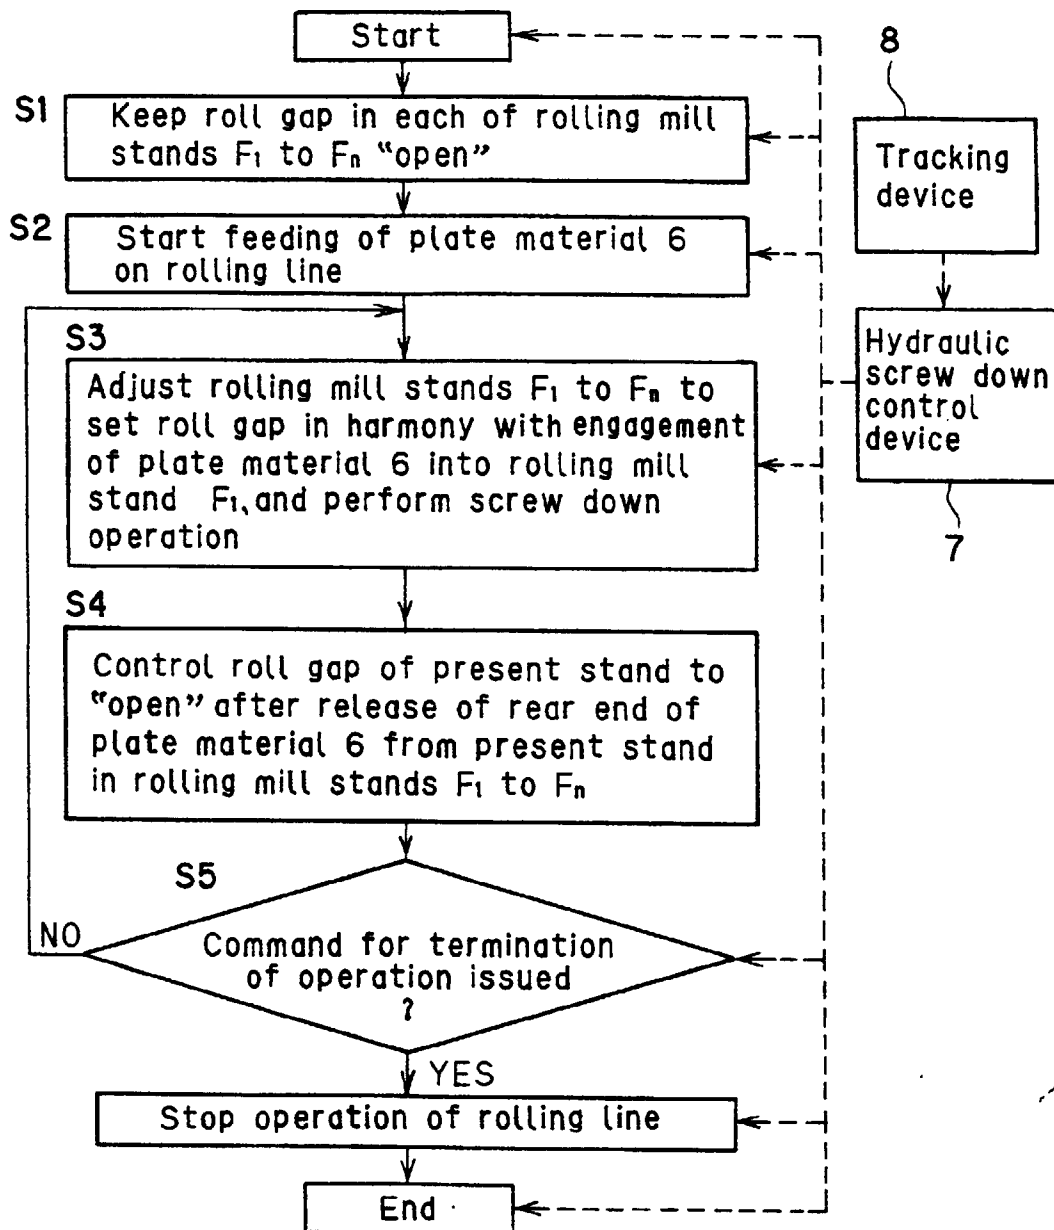 Start
S1
Keep roll gap in each of rolling mill
stands F1 to Fn "open"
S2
Start feeding of plate material 6
on rolling line
S3
Adjust rolling mill stands F1 to Fn to
set roll gap in harmony with engagement
of plate material 6 into rolling mill
stand F1, and perform screw down
operation
S4
Control roll gap of present stand to
"open" after release of rear end of
plate material 6 from present stand
in rolling mill stands F1 to Fn
S5
Command for termination
of operation issued
?
NO
YES
Stop operation of rolling line
End
8
Tracking
device
Hydraulic
screw down
control
device
7